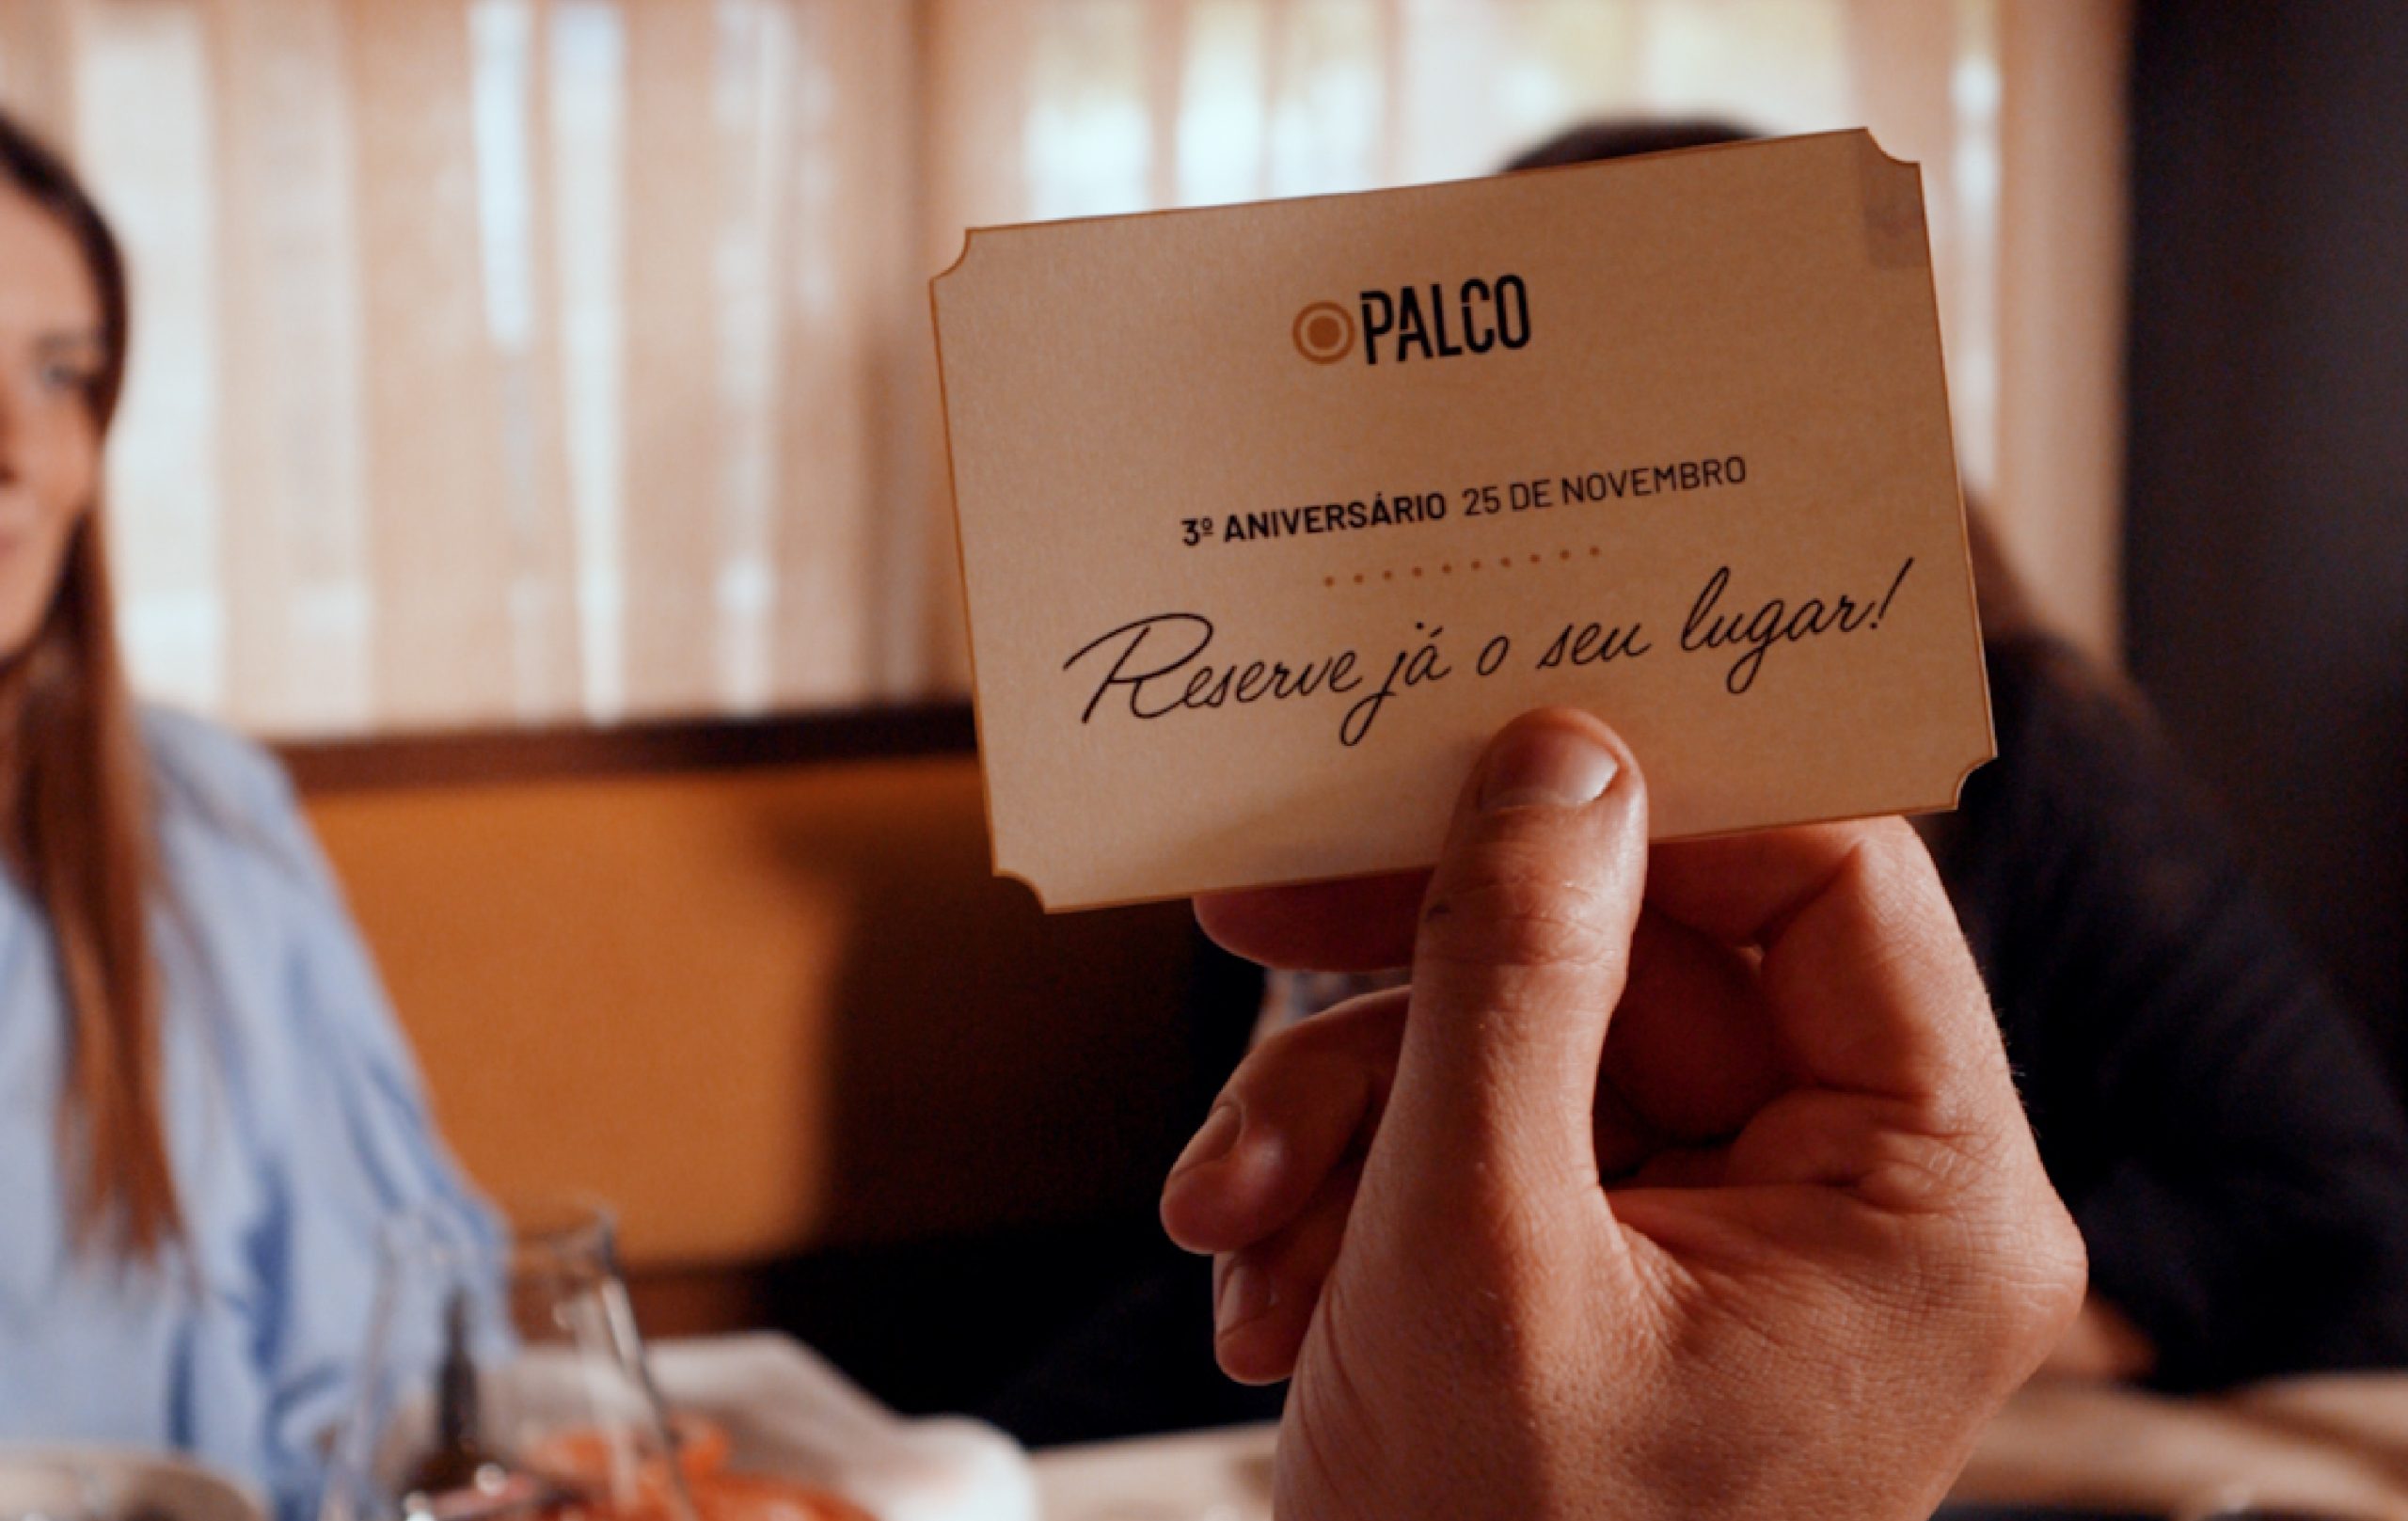 PALCO
3º ANIVERSÁRIO 25 DE NOVEMBRO
Reserve já o seu lugar!